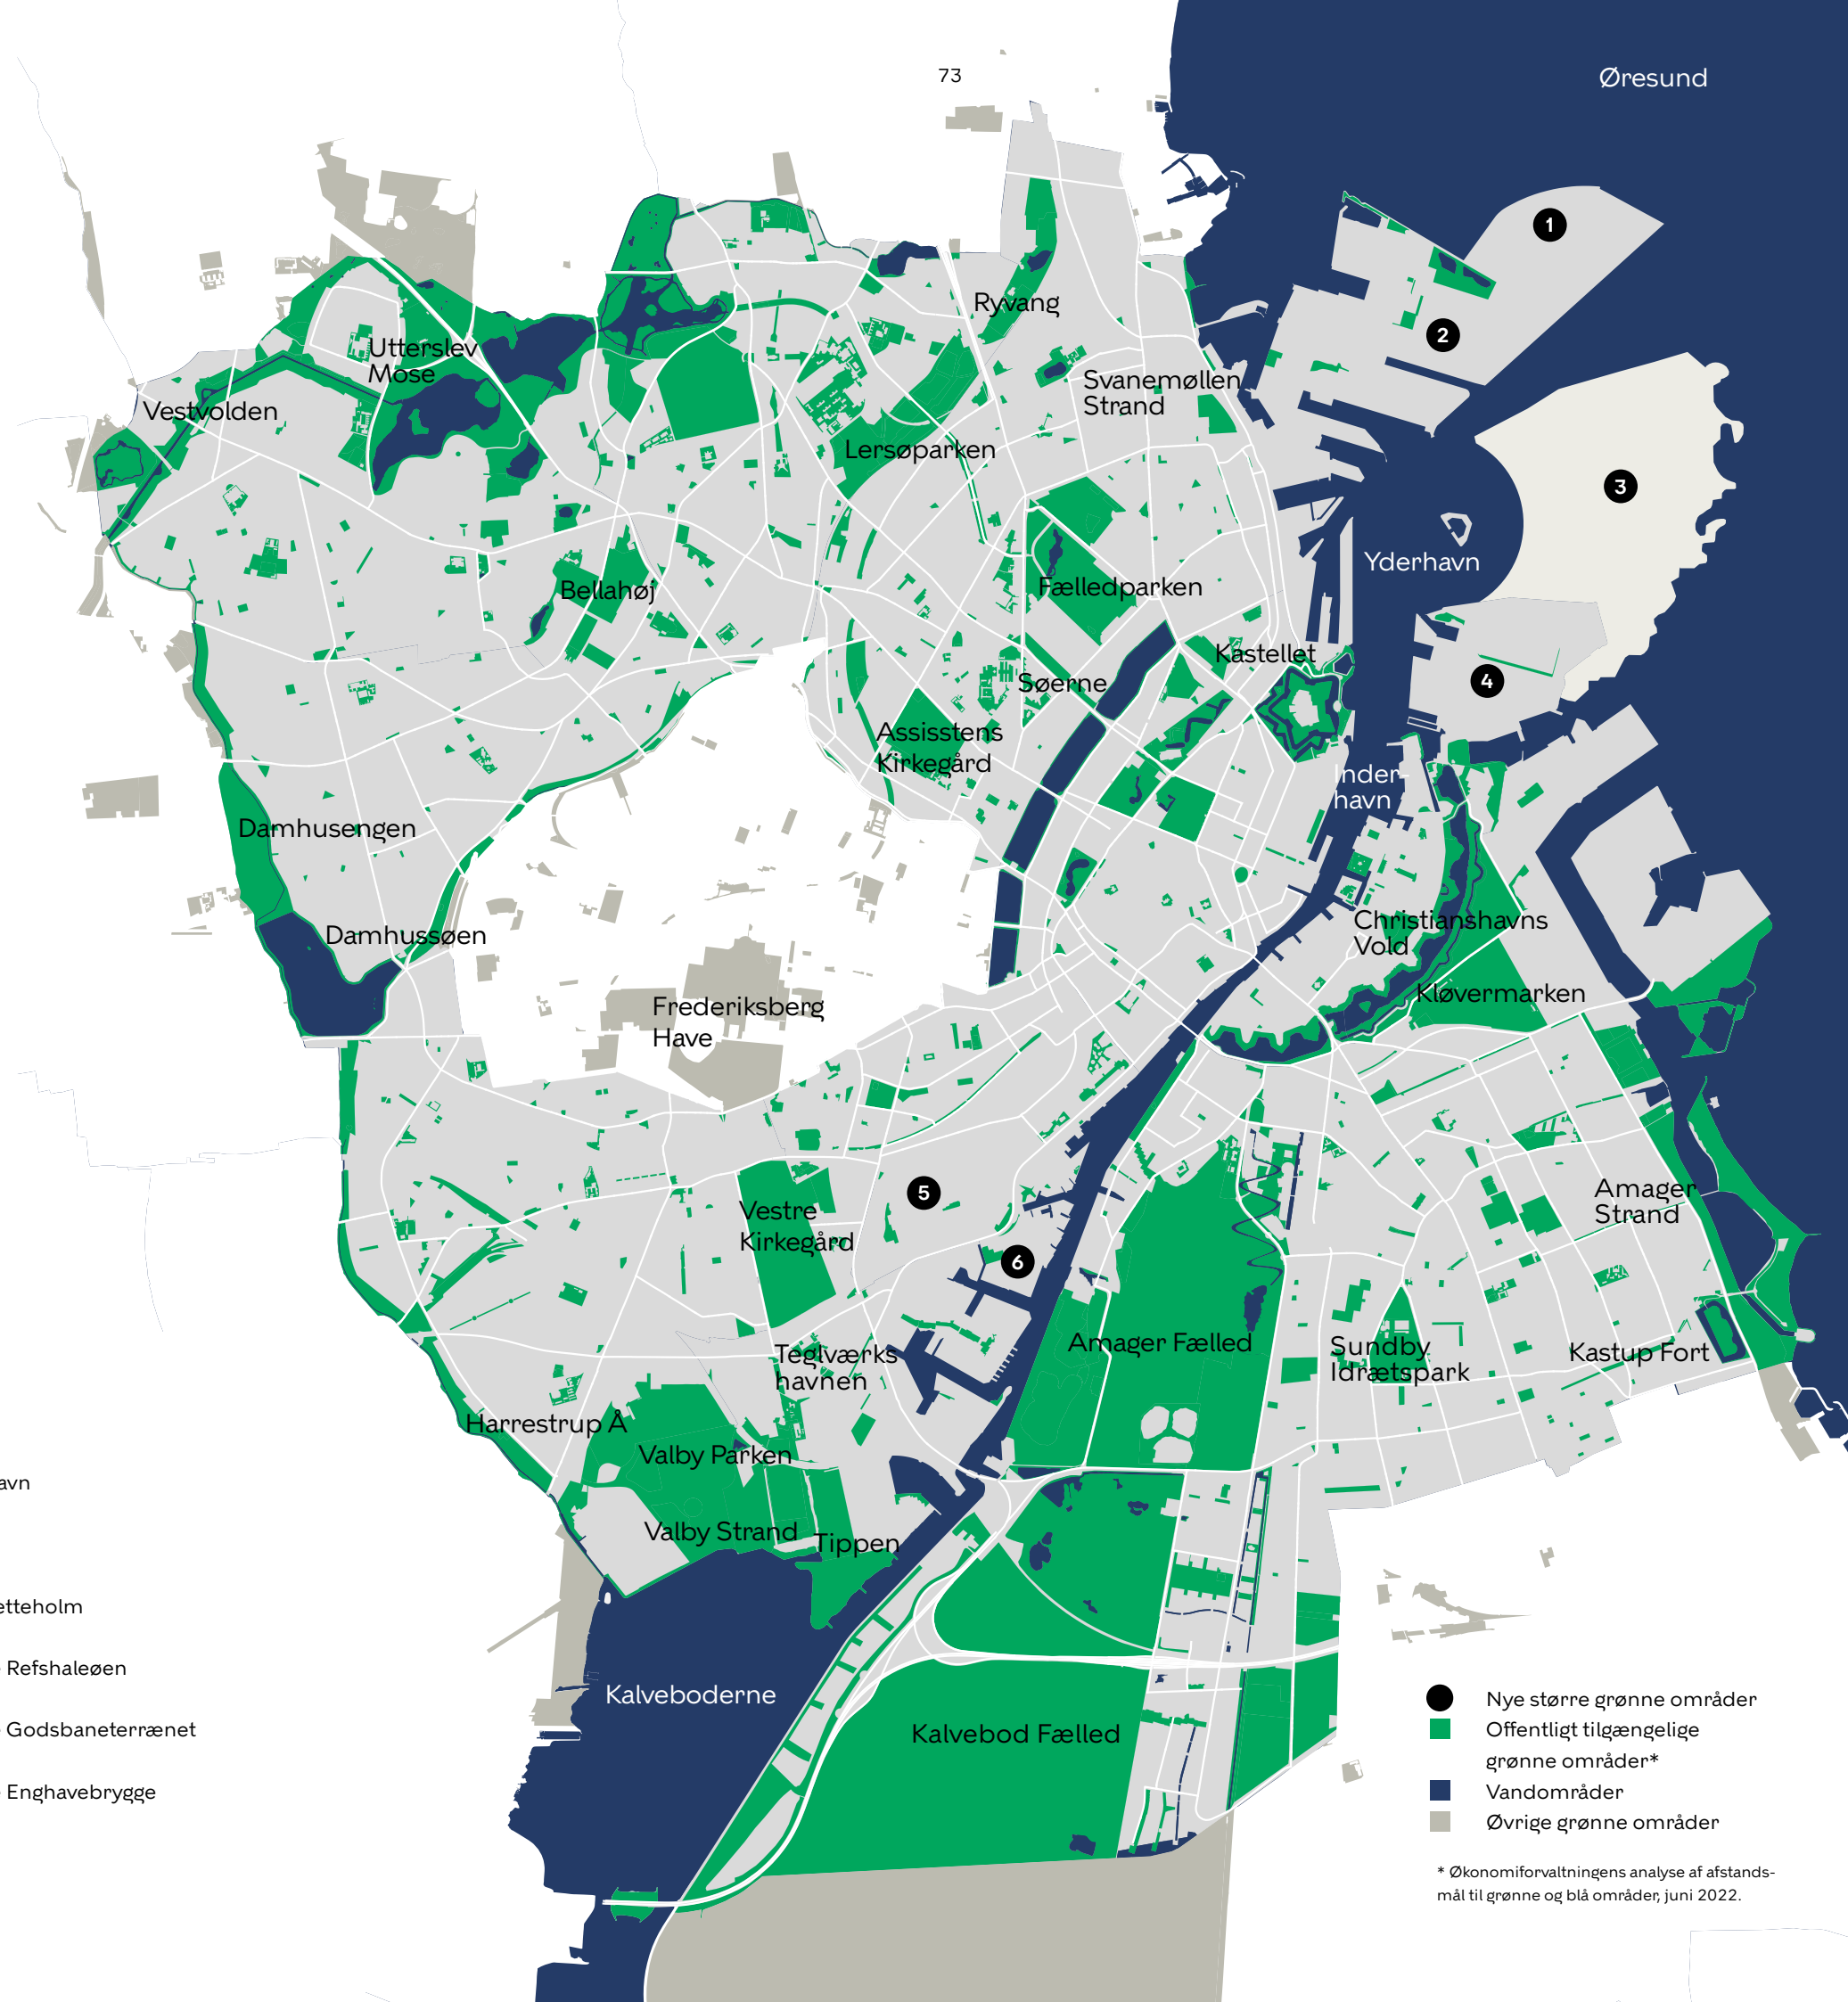 73
Øresund
1
2
Ryvang
Utterslev
Mose
Svanemøllen
Strand
Vestvolden
Lersøparken
3
Yderhavn
Fælledparken
Bellahøj
Kastellet
Søerne
4
Assisstens
Kirkegård
Inder-
havn
Damhusengen
Christianshavns
Vold
Damhussøen
Kløvermarken
Frederiksberg
Have
5
Amager
Strand
Vestre
Kirkegård
6
Amager Fælled
Sundby
Idrætspark
Kastup Fort
Teglværks
havnen
Harrestrup Å
Valby Parken
avn
Valby Strand
Tippen
etteholm
Refshaleøen
Kalveboderne
Godsbaneterrænet
Kalvebod Fælled
Enghavebrygge
Nye større grønne områder
Offentligt tilgængelige
grønne områder*
Vandområder
Øvrige grønne områder
* Økonomiforvaltningens analyse af afstands-
mål til grønne og blå områder, juni 2022.